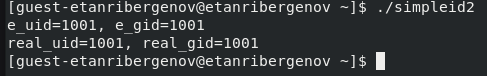 [guest-etanribergenov@etanribergenov ~]$ ./simpleid2
e_uid=1001, e_gid=1001
real_uid=1001, real_gid=1001
[guest-etanribergenov@etanribergenov ~]$